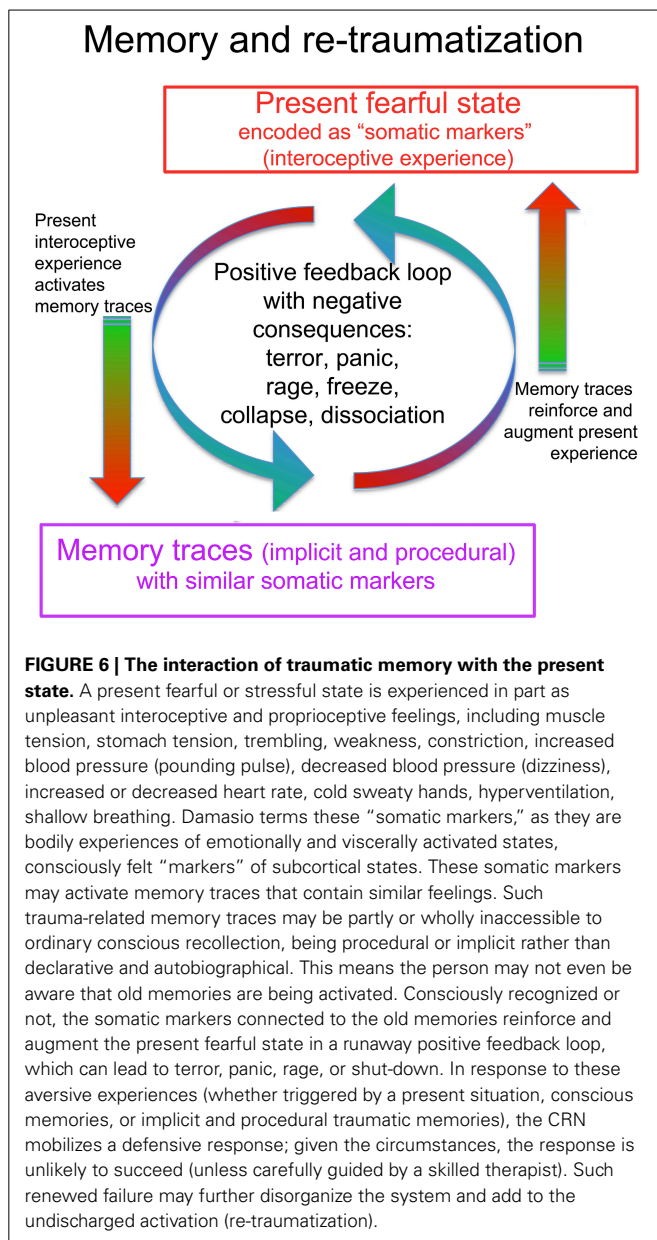 Memory and re-traumatization
Present fearful state
encoded as “somatic markers”
(interoceptive experience)
Present
interoceptive
experience
activates
memory traces
Positive feedback loop
with negative
consequences:
terror, panic,
rage, freeze,
collapse, dissociation
Memory traces
reinforce and
augment present
experience
Memory traces (implicit and procedural)
with similar somatic markers
FIGURE 6 | The interaction of traumatic memory with the present
state. A present fearful or stressful state is experienced in part as
unpleasant interoceptive and proprioceptive feelings, including muscle
tension, stomach tension, trembling, weakness, constriction, increased
blood pressure (pounding pulse), decreased blood pressure (dizziness),
increased or decreased heart rate, cold sweaty hands, hyperventilation,
shallow breathing. Damasio terms these “somatic markers,” as they are
bodily experiences of emotionally and viscerally activated states,
consciously felt “markers” of subcortical states. These somatic markers
may activate memory traces that contain similar feelings. Such
trauma-related memory traces may be partly or wholly inaccessible to
ordinary conscious recollection, being procedural or implicit rather than
declarative and autobiographical. This means the person may not even be
aware that old memories are being activated. Consciously recognized or
not, the somatic markers connected to the old memories reinforce and
augment the present fearful state in a runaway positive feedback loop,
which can lead to terror, panic, rage, or shut-down. In response to these
aversive experiences (whether triggered by a present situation, conscious
memories, or implicit and procedural traumatic memories), the CRN
mobilizes a defensive response; given the circumstances, the response is
unlikely to succeed (unless carefully guided by a skilled therapist). Such
renewed failure may further disorganize the system and add to the
undischarged activation (re-traumatization).